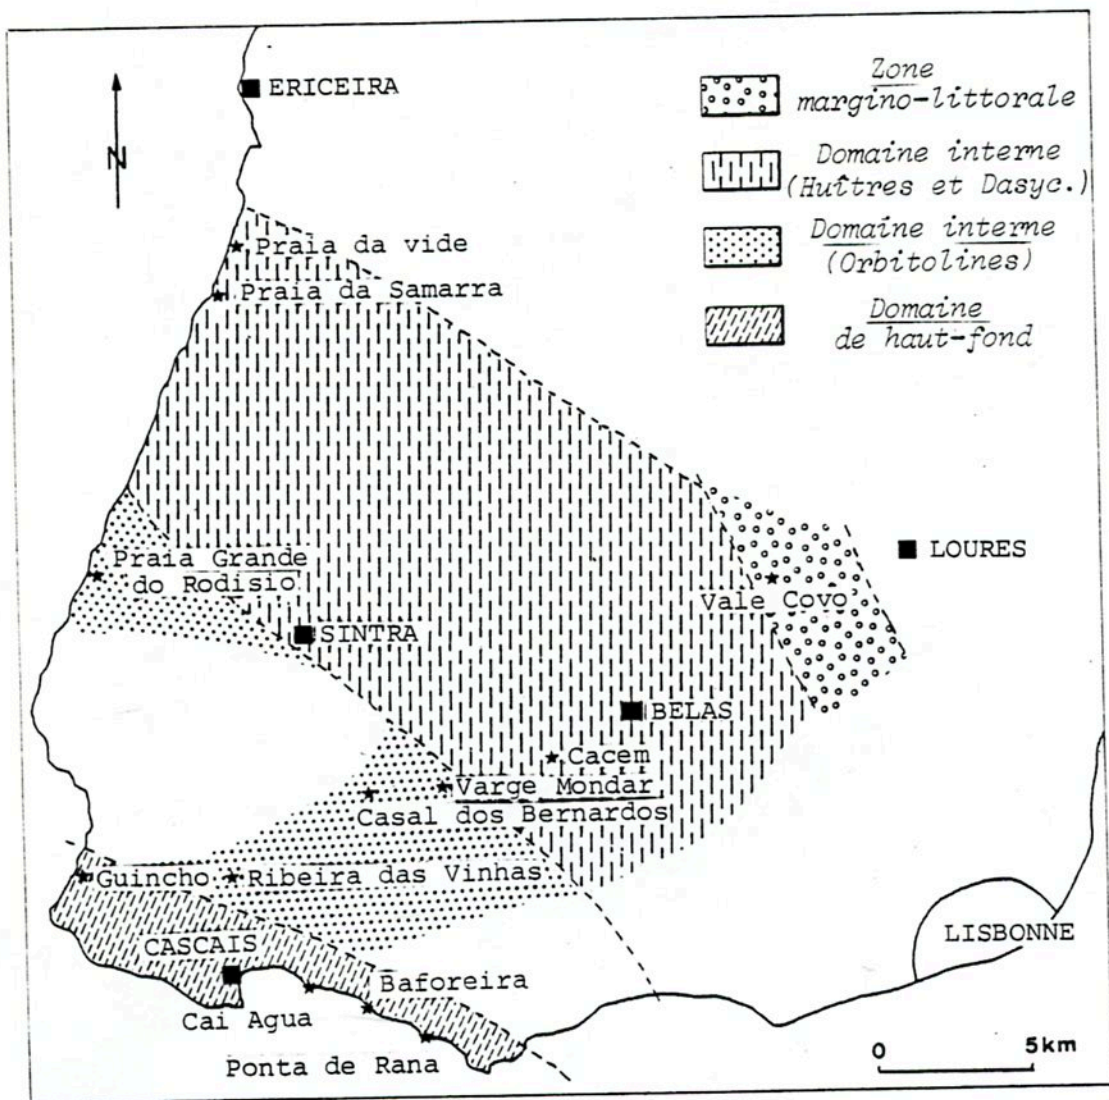 ERICEIRA
Zone
margino-littorale
N
Domaine interne
(Huîtres et Dasyc.)
Praia da vide
Domaine interne
(Orbitolines)
Praia da Samarra
Domaine
de haut-fond
Praia Grande
do Rodisio
LOURES
Vale Covo
SINTRA
BELAS
Cacem
Varge Mondar
Casal dos Bernardos
Guincho
Ribeira das Vinhas
CASCAIS
LISBONNE
Baforeira
Cai Agua
Ponta de Rana
0 5km